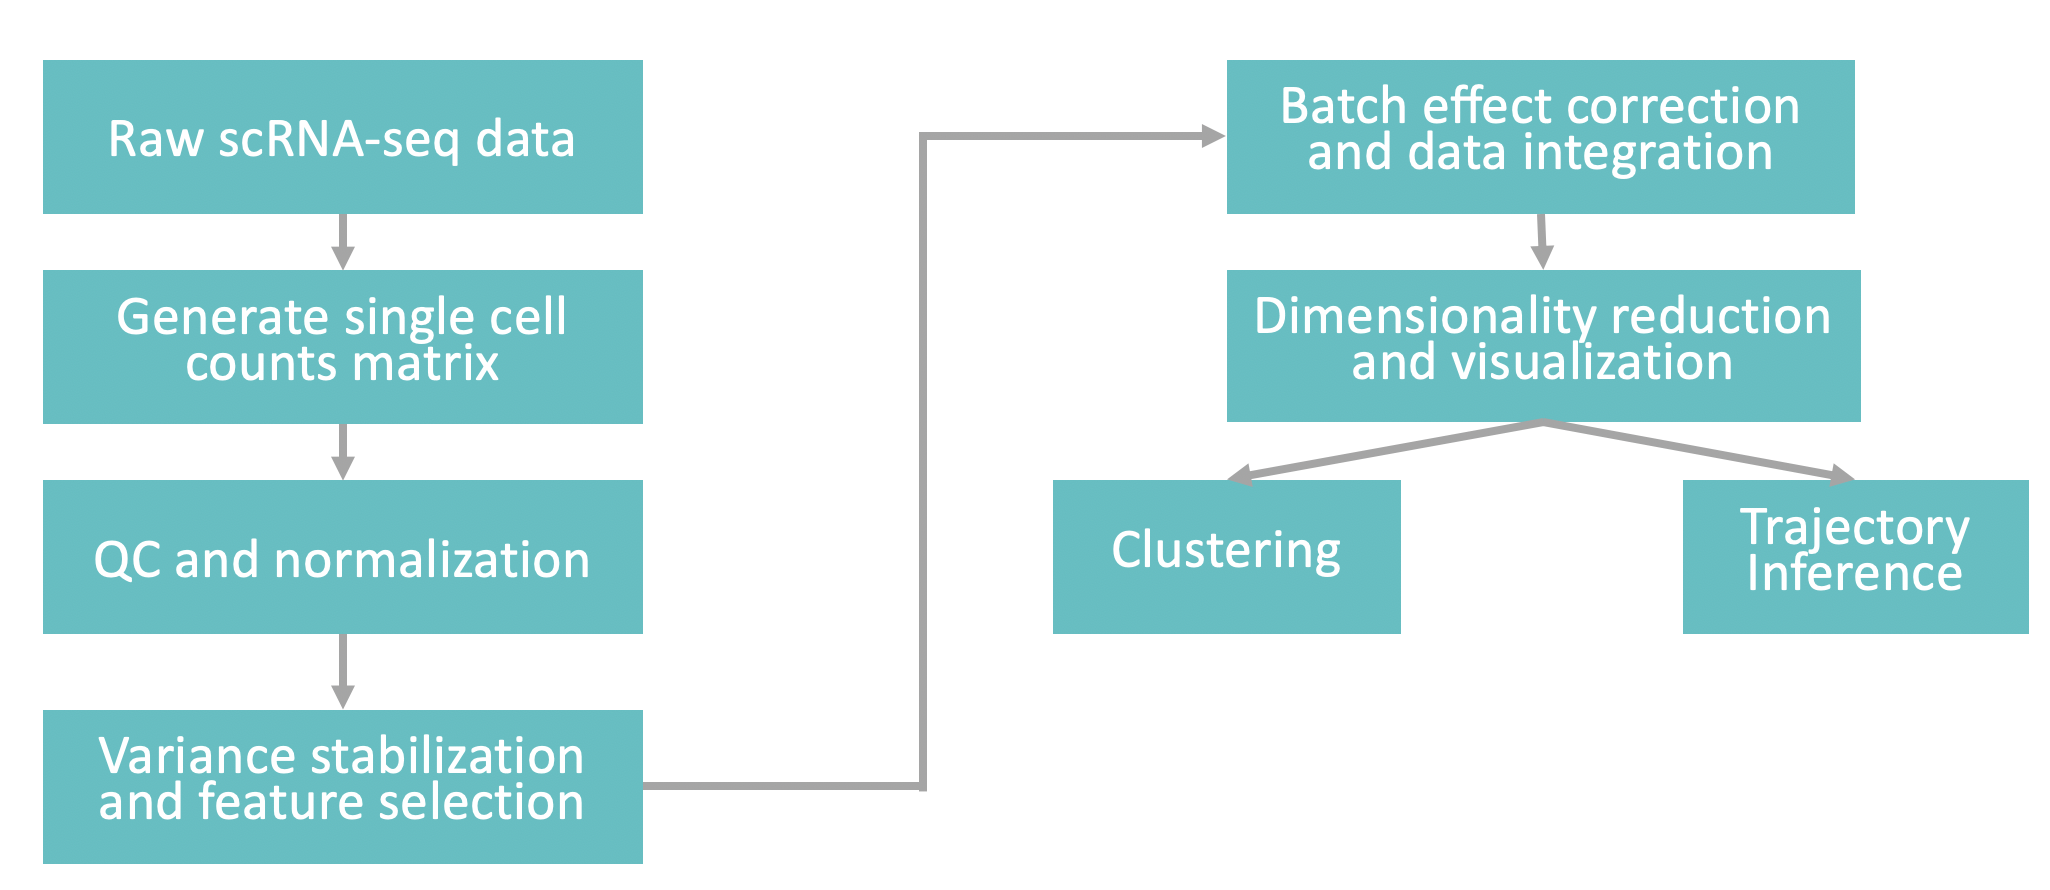 Raw scRNA-seq data
Generate single cell
counts matrix
QC and normalization
Variance stabilization
and feature selection
Batch effect correction
and data integration
Dimensionality reduction
and visualization
Clustering
Trajectory
Inference